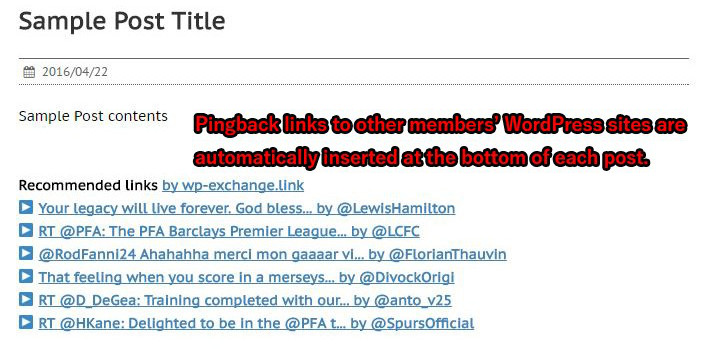 Sample Post Title
2016/04/22
Sample Post contents
Pingback links to other members' WordPress sites are
automatically inserted at the bottom of each post.
Recommended links by wp-exchange.link
Your legacy will live forever. God bless... by @LewisHamilton
RT @PFA: The PFA Barclays Premier League... by @LCFC
@RodFanni24 Ahahahha merci mon gaaaar vi... by @FlorianThauvin
That feeling when you score in a merseys... by @DivockOrigi
RT @D_DeGea: Training completed with our... by @anto_v25
RT @HKane: Delighted to be in the @PFA t... by @SpursOfficial